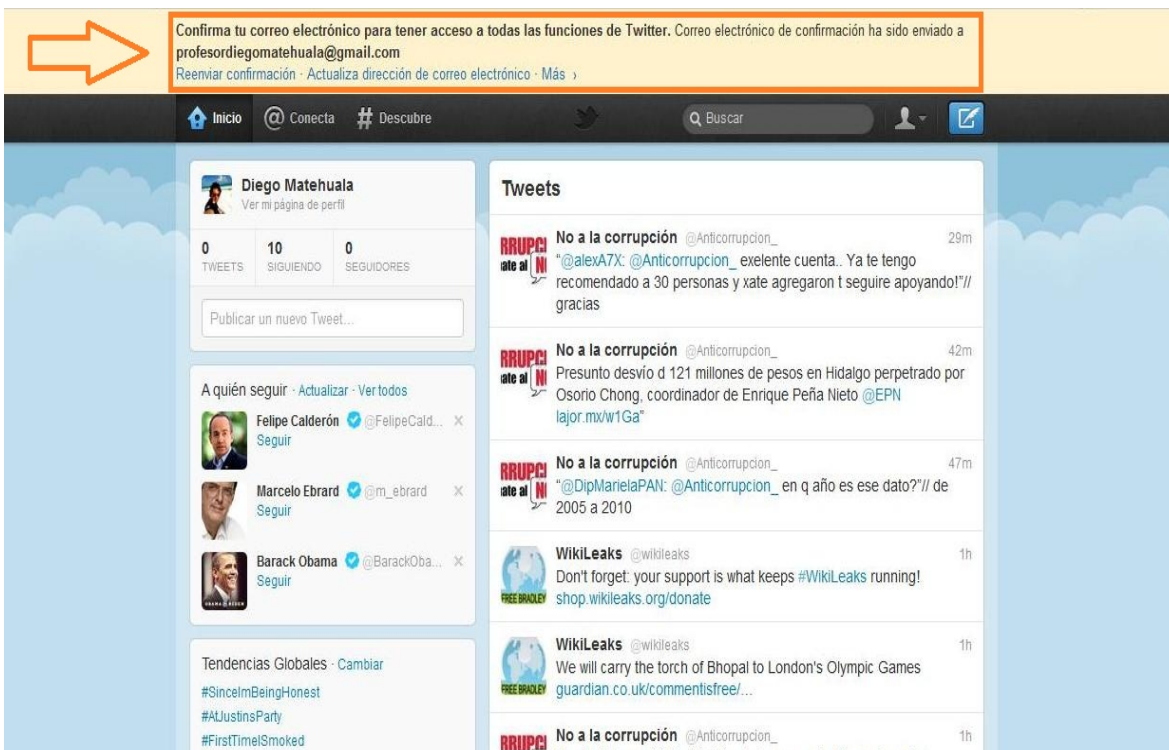 Confirma tu correo electrónico para tener acceso a todas las funciones de Twitter. Correo electrónico de confirmación ha sido enviado a
profesordiegomatehuala@gmail.com
Reenviar confirmación · Actualiza dirección de correo electrónico · Más ›
Inicio @ Conecta # Descubre Buscar
Diego Matehuala
Ver mi página de perfil
0 10 0
TWEETS SIGUIENDO SEGUIDORES
Publicar un nuevo Tweet...
A quién seguir · Actualizar · Ver todos
Felipe Calderón @FelipeCald... ×
Seguir
Marcelo Ebrard @m_ebrard ×
Seguir
Barack Obama @BarackOba... ×
Seguir
Tendencias Globales · Cambiar
#SinceImBeingHonest
#AtJustinsParty
#FirstTimeISmoked
Tweets
No a la corrupción @Anticorrupcion_ 29m
"@alexA7X: @Anticorrupcion_ exelente cuenta.. Ya te tengo
recomendado a 30 personas y xate agregaron t seguire apoyando!"//
gracias
No a la corrupción @Anticorrupcion_ 42m
Presunto desvío d 121 millones de pesos en Hidalgo perpetrado por
Osorio Chong, coordinador de Enrique Peña Nieto @EPN
lajor.mx/w1Ga"
No a la corrupción @Anticorrupcion_ 47m
"@DipMarielaPAN: @Anticorrupcion_ en q año es ese dato?"// de
2005 a 2010
WikiLeaks @wikileaks 1h
Don't forget: your support is what keeps #WikiLeaks running!
shop.wikileaks.org/donate
WikiLeaks @wikileaks 1h
We will carry the torch of Bhopal to London's Olympic Games
guardian.co.uk/commentisfree/...
No a la corrupción @Anticorrupcion_ 1h
RRUPCI
ate al N
FREE BRADLEY